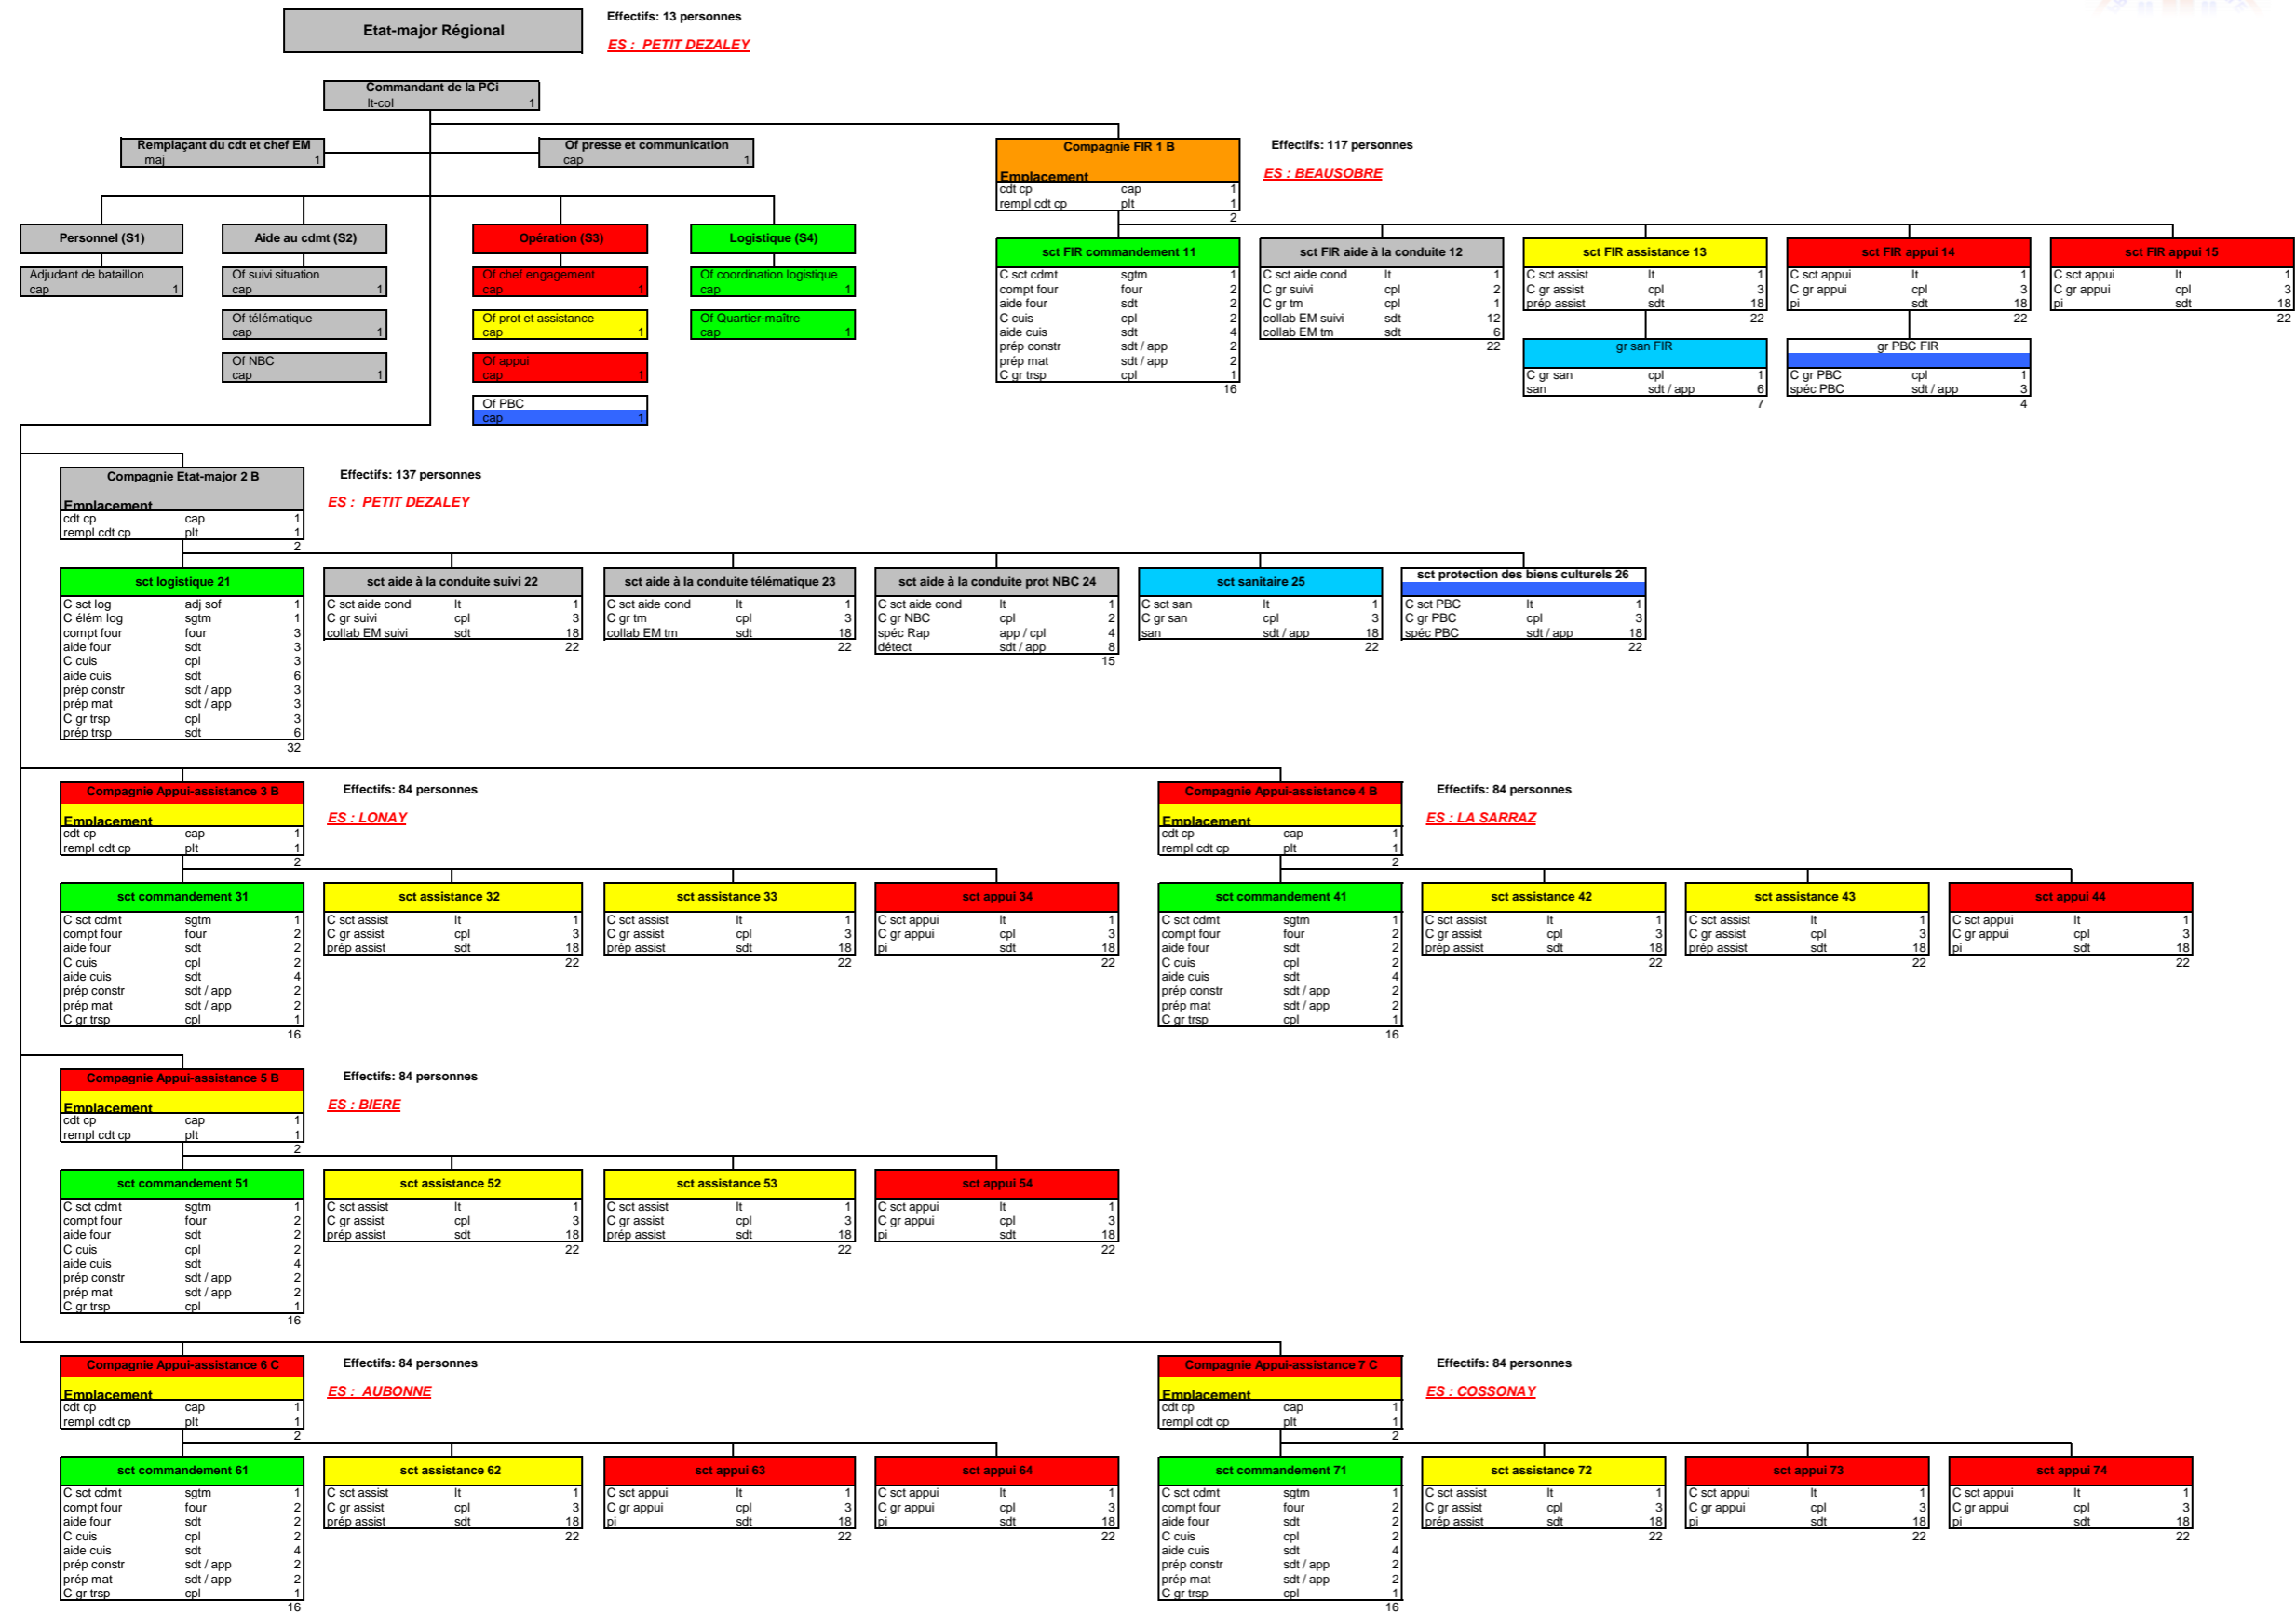 Etat-major Régional
Effectifs: 13 personnes
ES : PETIT DEZALEY
Commandant de la PCi
lt-col 1
Remplaçant du cdt et chef EM
maj 1
Of presse et communication
cap 1
Personnel (S1)
Adjudant de bataillon
cap 1
Aide au cdmt (S2)
Of suivi situation
cap 1
Of télématique
cap 1
Of NBC
cap 1
Opération (S3)
Of chef engagement
cap 1
Of prot et assistance
cap 1
Of appui
cap 1
Of PBC
cap 1
Logistique (S4)
Of coordination logistique
cap 1
Of Quartier-maître
cap 1
Compagnie FIR 1 B
Emplacement
Effectifs: 117 personnes
ES : BEAUSOBRE
cdt cp cap 1
rempl cdt cp plt 1
2
sct FIR commandement 11
C sct cdmt sgtm 1
compt four four 2
aide four sdt 2
C cuis cpl 2
aide cuis sdt 4
prép constr sdt / app 2
prép mat sdt / app 2
C gr trsp cpl 1
16
sct FIR aide à la conduite 12
C sct aide cond lt 1
C gr suivi cpl 2
C gr tm cpl 1
collab EM suivi sdt 12
collab EM tm sdt 6
22
sct FIR assistance 13
C sct assist lt 1
C gr assist cpl 3
prép assist sdt 18
22
gr san FIR
C gr san cpl 1
san sdt / app 6
7
sct FIR appui 14
C sct appui lt 1
C gr appui cpl 3
pi sdt 18
22
gr PBC FIR
C gr PBC cpl 1
spéc PBC sdt / app 3
4
sct FIR appui 15
C sct appui lt 1
C gr appui cpl 3
pi sdt 18
22
Compagnie Etat-major 2 B
Emplacement
Effectifs: 137 personnes
ES : PETIT DEZALEY
cdt cp cap 1
rempl cdt cp plt 1
2
sct logistique 21
C sct log adj sof 1
C élém log sgtm 1
compt four four 3
aide four sdt 3
C cuis cpl 3
aide cuis sdt 6
prép constr sdt / app 3
prép mat sdt / app 3
C gr trsp cpl 3
prép trsp sdt 6
32
sct aide à la conduite suivi 22
C sct aide cond lt 1
C gr suivi cpl 3
collab EM suivi sdt 18
22
sct aide à la conduite télématique 23
C sct aide cond lt 1
C gr tm cpl 3
collab EM tm sdt 18
22
sct aide à la conduite prot NBC 24
C sct aide cond lt 1
C gr NBC cpl 2
spéc Rap app / cpl 4
détect sdt / app 8
15
sct sanitaire 25
C sct san lt 1
C gr san cpl 3
san sdt / app 18
22
sct protection des biens culturels 26
C sct PBC lt 1
C gr PBC cpl 3
spéc PBC sdt / app 18
22
Compagnie Appui-assistance 3 B
Emplacement
Effectifs: 84 personnes
ES : LONAY
cdt cp cap 1
rempl cdt cp plt 1
2
sct commandement 31
C sct cdmt sgtm 1
compt four four 2
aide four sdt 2
C cuis cpl 2
aide cuis sdt 4
prép constr sdt / app 2
prép mat sdt / app 2
C gr trsp cpl 1
16
sct assistance 32
C sct assist lt 1
C gr assist cpl 3
prép assist sdt 18
22
sct assistance 33
C sct assist lt 1
C gr assist cpl 3
prép assist sdt 18
22
sct appui 34
C sct appui lt 1
C gr appui cpl 3
pi sdt 18
22
Compagnie Appui-assistance 4 B
Emplacement
Effectifs: 84 personnes
ES : LA SARRAZ
cdt cp cap 1
rempl cdt cp plt 1
2
sct commandement 41
C sct cdmt sgtm 1
compt four four 2
aide four sdt 2
C cuis cpl 2
aide cuis sdt 4
prép constr sdt / app 2
prép mat sdt / app 2
C gr trsp cpl 1
16
sct assistance 42
C sct assist lt 1
C gr assist cpl 3
prép assist sdt 18
22
sct assistance 43
C sct assist lt 1
C gr assist cpl 3
prép assist sdt 18
22
sct appui 44
C sct appui lt 1
C gr appui cpl 3
pi sdt 18
22
Compagnie Appui-assistance 5 B
Emplacement
Effectifs: 84 personnes
ES : BIERE
cdt cp cap 1
rempl cdt cp plt 1
2
sct commandement 51
C sct cdmt sgtm 1
compt four four 2
aide four sdt 2
C cuis cpl 2
aide cuis sdt 4
prép constr sdt / app 2
prép mat sdt / app 2
C gr trsp cpl 1
16
sct assistance 52
C sct assist lt 1
C gr assist cpl 3
prép assist sdt 18
22
sct assistance 53
C sct assist lt 1
C gr assist cpl 3
prép assist sdt 18
22
sct appui 54
C sct appui lt 1
C gr appui cpl 3
pi sdt 18
22
Compagnie Appui-assistance 6 C
Emplacement
Effectifs: 84 personnes
ES : AUBONNE
cdt cp cap 1
rempl cdt cp plt 1
2
sct commandement 61
C sct cdmt sgtm 1
compt four four 2
aide four sdt 2
C cuis cpl 2
aide cuis sdt 4
prép constr sdt / app 2
prép mat sdt / app 2
C gr trsp cpl 1
16
sct assistance 62
C sct assist lt 1
C gr assist cpl 3
prép assist sdt 18
22
sct appui 63
C sct appui lt 1
C gr appui cpl 3
pi sdt 18
22
sct appui 64
C sct appui lt 1
C gr appui cpl 3
pi sdt 18
22
Compagnie Appui-assistance 7 C
Emplacement
Effectifs: 84 personnes
ES : COSSONAY
cdt cp cap 1
rempl cdt cp plt 1
2
sct commandement 71
C sct cdmt sgtm 1
compt four four 2
aide four sdt 2
C cuis cpl 2
aide cuis sdt 4
prép constr sdt / app 2
prép mat sdt / app 2
C gr trsp cpl 1
16
sct assistance 72
C sct assist lt 1
C gr assist cpl 3
prép assist sdt 18
22
sct appui 73
C sct appui lt 1
C gr appui cpl 3
pi sdt 18
22
sct appui 74
C sct appui lt 1
C gr appui cpl 3
pi sdt 18
22